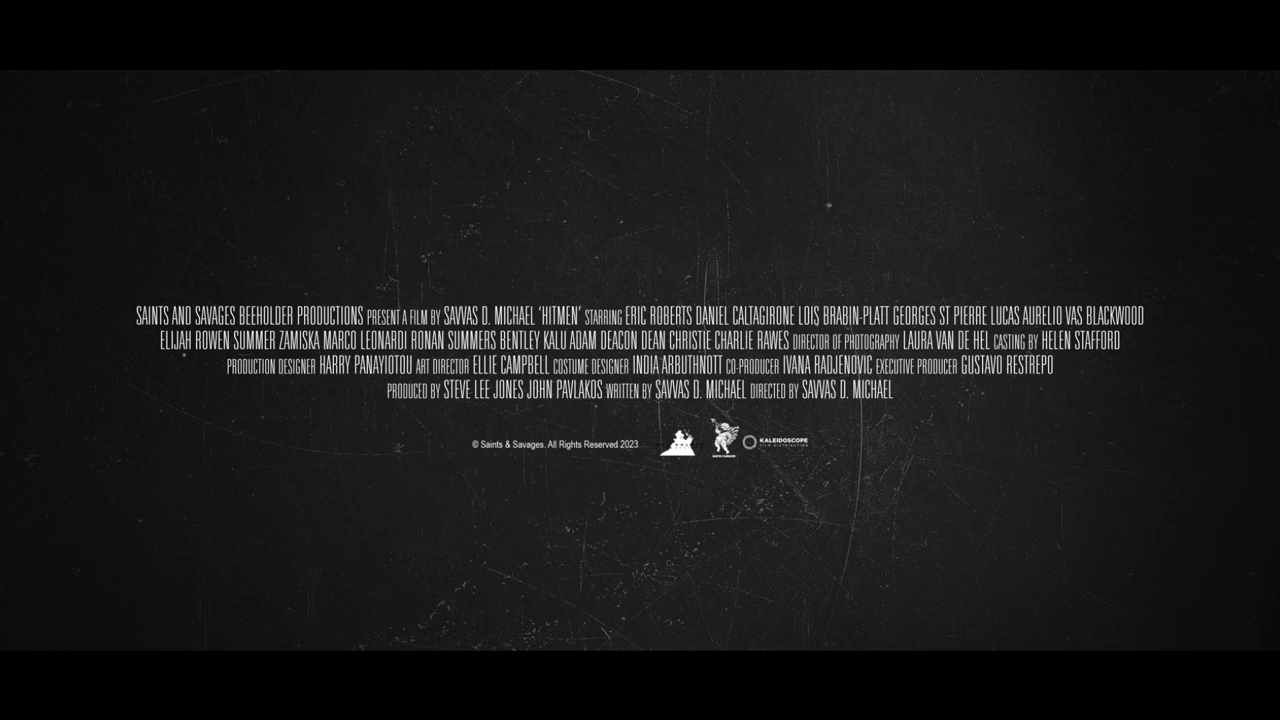 SAINTS AND SAVAGES BEEHOLDER PRODUCTIONS PRESENT A FILM BY SAVVAS D. MICHAEL 'HITMEN' STARRING ERIC ROBERTS DANIEL CALTAGIRONE LOIS BRABIN-PLATT GEORGES ST PIERRE LUCAS AURELIO VAS BLACKWOOD
ELIJAH ROWEN SUMMER ZAMISKA MARCO LEONARDI RONAN SUMMERS BENTLEY KALU ADAM DEACON DEAN CHRISTIE CHARLIE RAWES DIRECTOR OF PHOTOGRAPHY LAURA VAN DE HEL CASTING BY HELEN STAFFORD
PRODUCTION DESIGNER HARRY PANAYIOTOU ART DIRECTOR ELLIE CAMPBELL COSTUME DESIGNER INDIA ARBUTHNOTT CO-PRODUCER IVANA RADJENOVIC EXECUTIVE PRODUCER GUSTAVO RESTREPO
PRODUCED BY STEVE LEE JONES JOHN PAVLAKOS WRITTEN BY SAVVAS D. MICHAEL DIRECTED BY SAVVAS D. MICHAEL
© Saints & Savages. All Rights Reserved 2023
KALEIDOSCOPE
FILM DISTRIBUTION